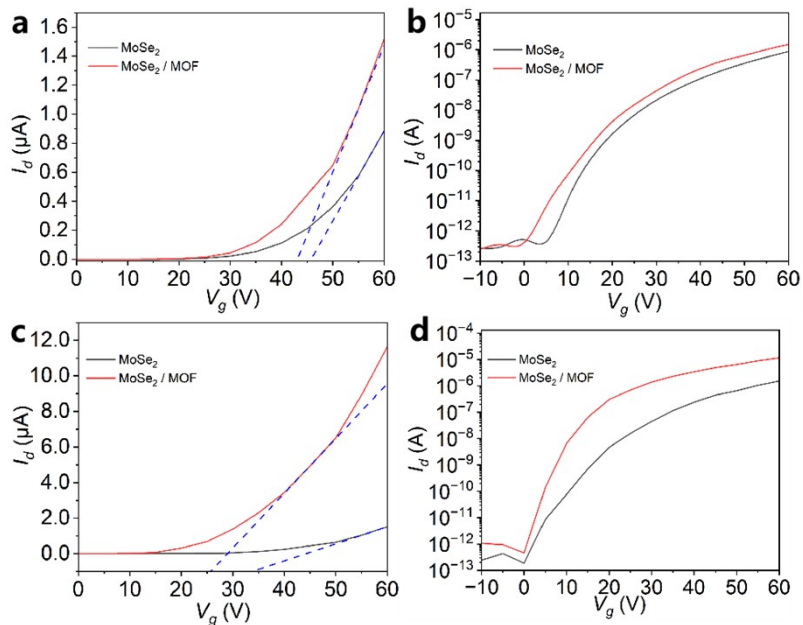 a
1.6
1.4
1.2
1.0
0.8
0.6
0.4
0.2
0.0
0 10 20 30 40 50 60
I_d (μA)
V_g (V)
MoSe₂
MoSe₂ / MOF
b
10⁻⁵
10⁻⁶
10⁻⁷
10⁻⁸
10⁻⁹
10⁻¹⁰
10⁻¹¹
10⁻¹²
10⁻¹³
-10 0 10 20 30 40 50 60
I_d (A)
V_g (V)
MoSe₂
MoSe₂ / MOF
c
12.0
10.0
8.0
6.0
4.0
2.0
0.0
0 10 20 30 40 50 60
I_d (μA)
V_g (V)
MoSe₂
MoSe₂ / MOF
d
10⁻⁴
10⁻⁵
10⁻⁶
10⁻⁷
10⁻⁸
10⁻⁹
10⁻¹⁰
10⁻¹¹
10⁻¹²
10⁻¹³
-10 0 10 20 30 40 50 60
I_d (A)
V_g (V)
MoSe₂
MoSe₂ / MOF